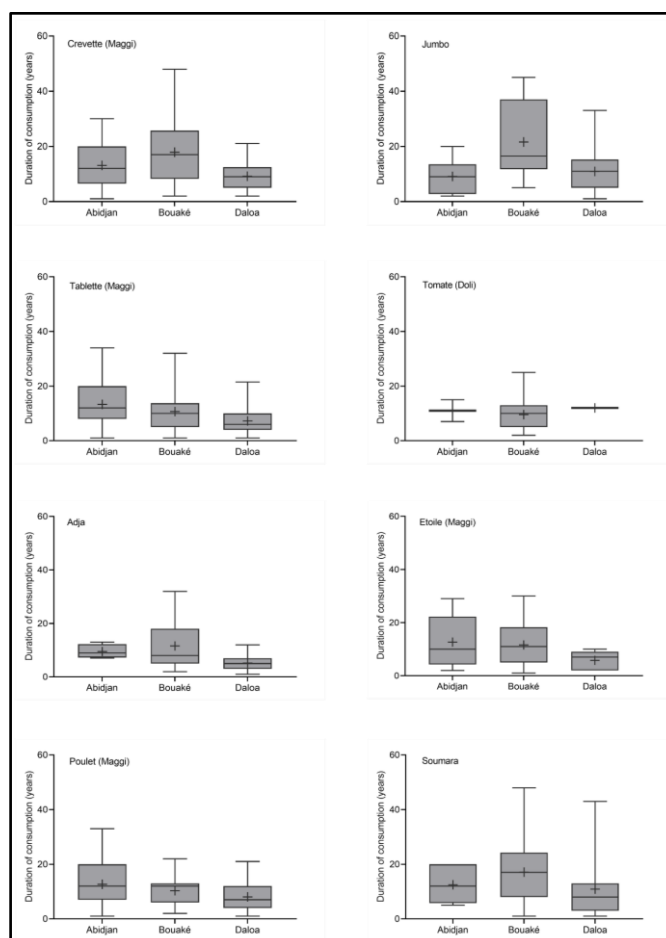 Crevette (Maggi)
Duration of consumption (years)
60
40
20
0
Abidjan Bouaké Daloa
Jumbo
Duration of consumption (years)
60
40
20
0
Abidjan Bouaké Daloa
Tablette (Maggi)
Duration of consumption (years)
60
40
20
0
Abidjan Bouaké Daloa
Tomate (Doli)
Duration of consumption (years)
60
40
20
0
Abidjan Bouaké Daloa
Adja
Duration of consumption (years)
60
40
20
0
Abidjan Bouaké Daloa
Etoile (Maggi)
Duration of consumption (years)
60
40
20
0
Abidjan Bouaké Daloa
Poulet (Maggi)
Duration of consumption (years)
60
40
20
0
Abidjan Bouaké Daloa
Soumara
Duration of consumption (years)
60
40
20
0
Abidjan Bouaké Daloa